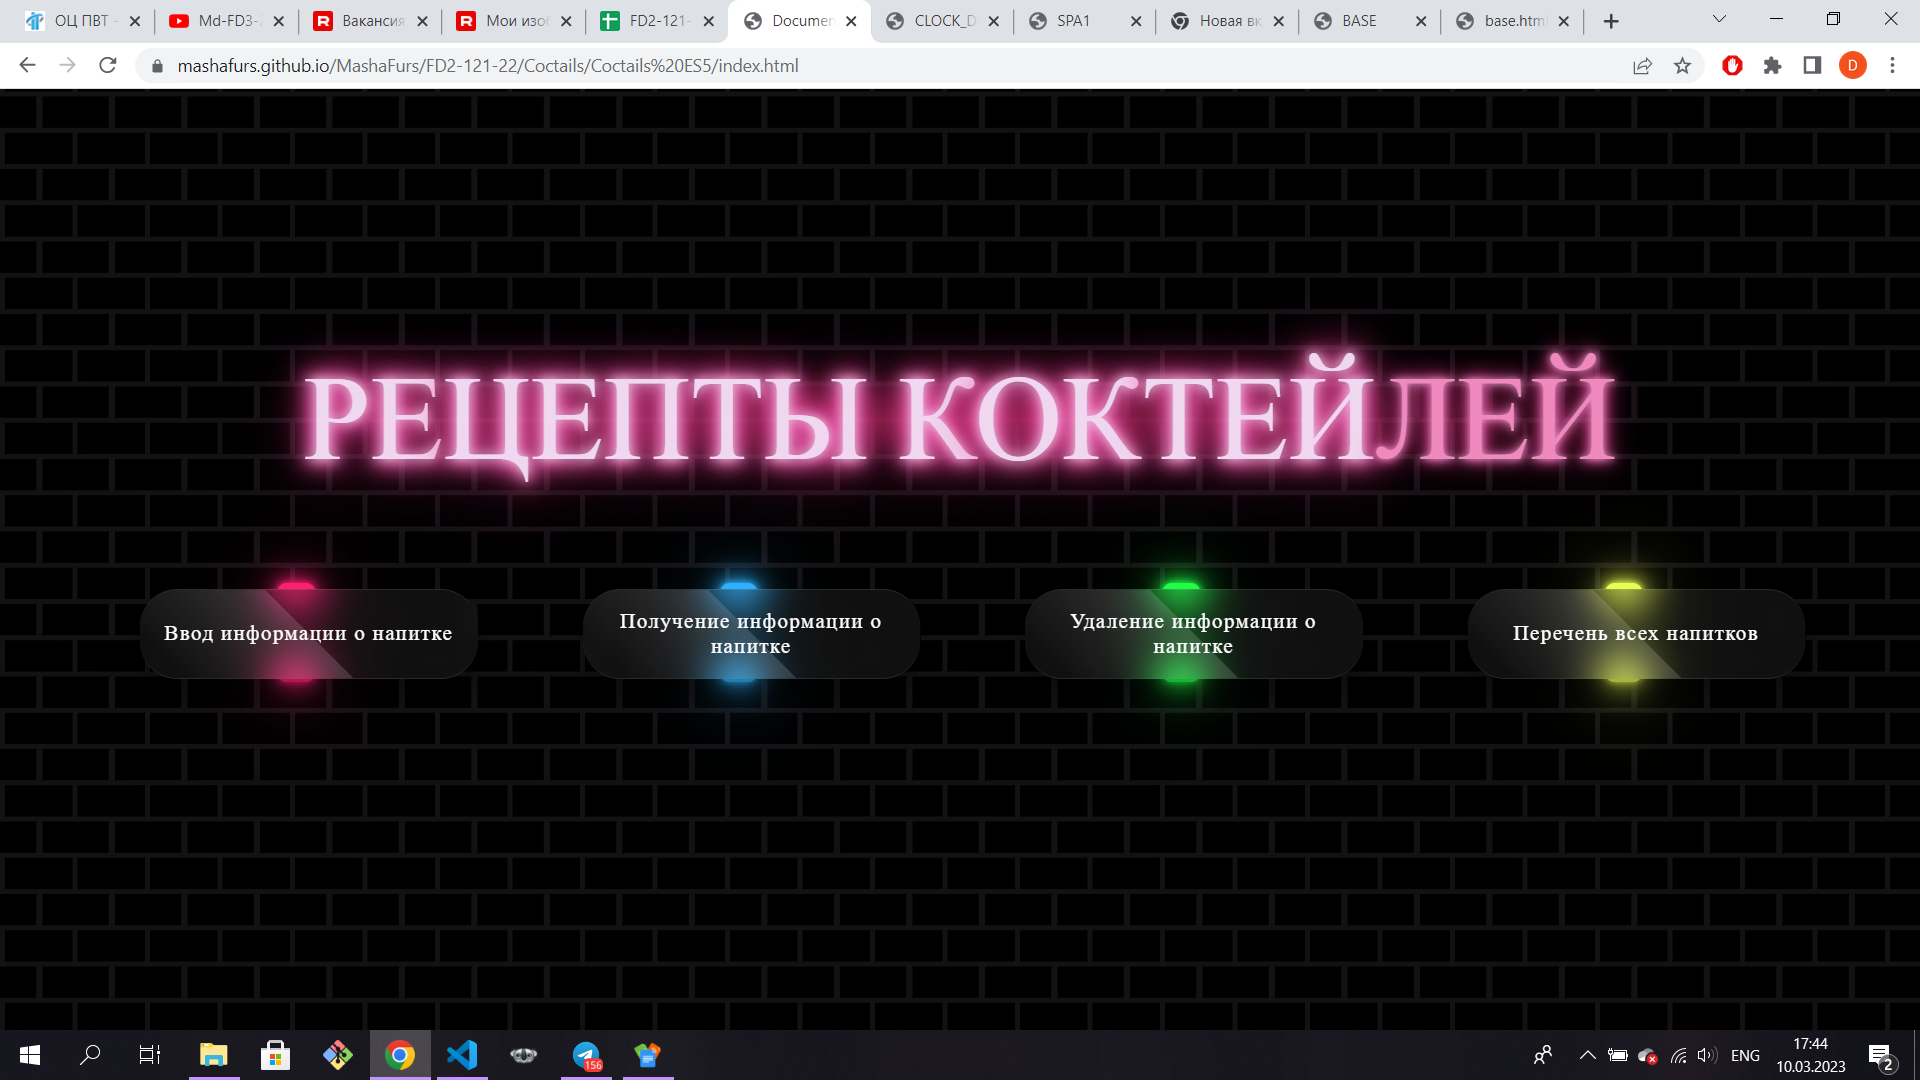 ОЦ ПВТ -
Md-FD3-
Вакансия
Мои изоб
FD2-121-
Documen
CLOCK_D
SPA1
Новая вк
BASE
base.html
mashafurs.github.io/MashaFurs/FD2-121-22/Coctails/Coctails%20ES5/index.html
D
РЕЦЕПТЫ КОКТЕЙЛЕЙ
Ввод информации о напитке
Получение информации о
напитке
Удаление информации о
напитке
Перечень всех напитков
156
ENG
17:44
10.03.2023
2